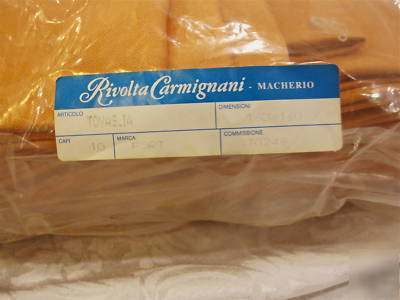 Rivolta Carmignani - MACHERIO
ARTICOLO TOVAGLIA DIMENSIONI
CAPI 10 MARCA COMMISSIONE